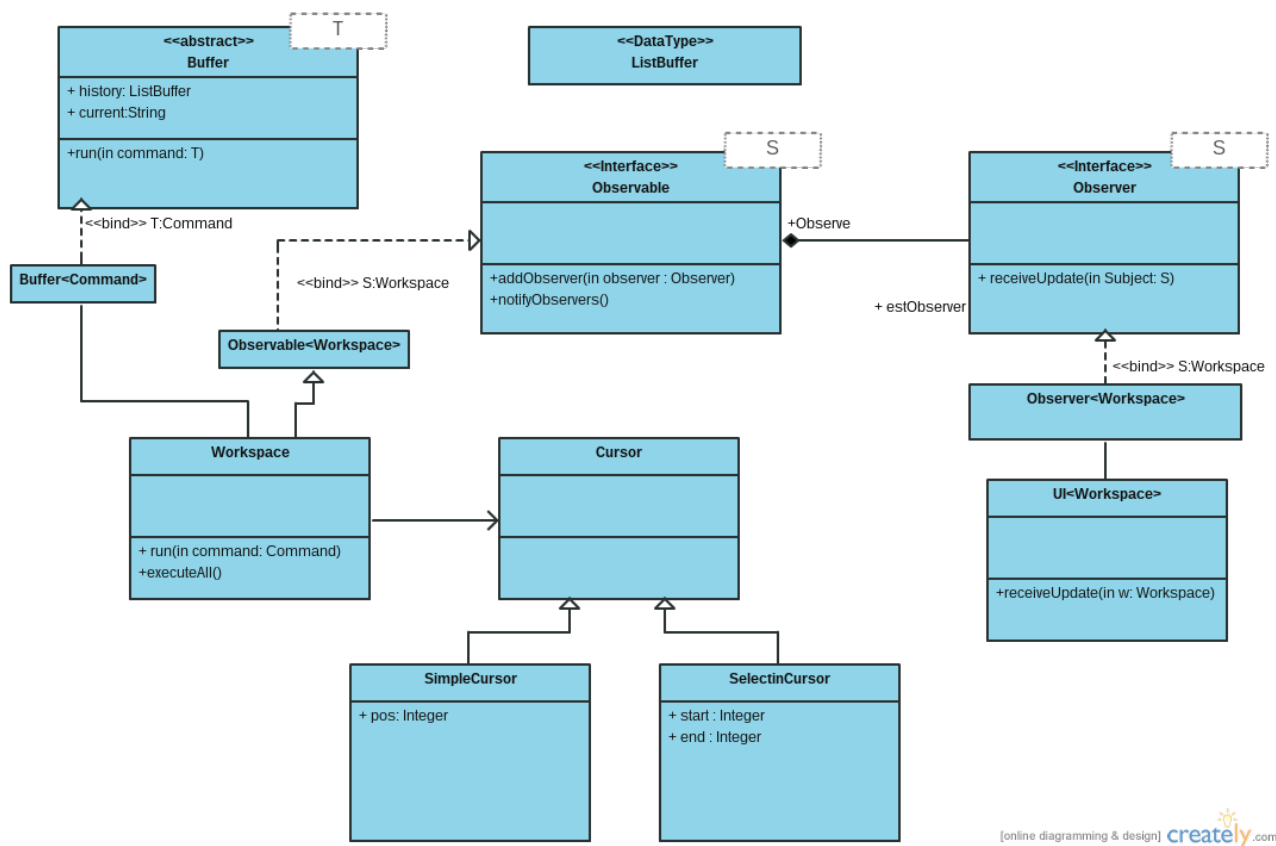 T
<<abstract>>
Buffer
+ history: ListBuffer
+ current:String
+run(in command: T)
<<DataType>>
ListBuffer
S
<<Interface>>
Observable
+addObserver(in observer : Observer)
+notifyObservers()
S
<<Interface>>
Observer
+ receiveUpdate(in Subject: S)
+Observe
+ estObserver
<<bind>> T:Command
Buffer<Command>
<<bind>> S:Workspace
Observable<Workspace>
<<bind>> S:Workspace
Observer<Workspace>
Workspace
+ run(in command: Command)
+executeAll()
Cursor
UI<Workspace>
+receiveUpdate(in w: Workspace)
SimpleCursor
+ pos: Integer
SelectinCursor
+ start : Integer
+ end : Integer
[online diagramming & design] creately.com